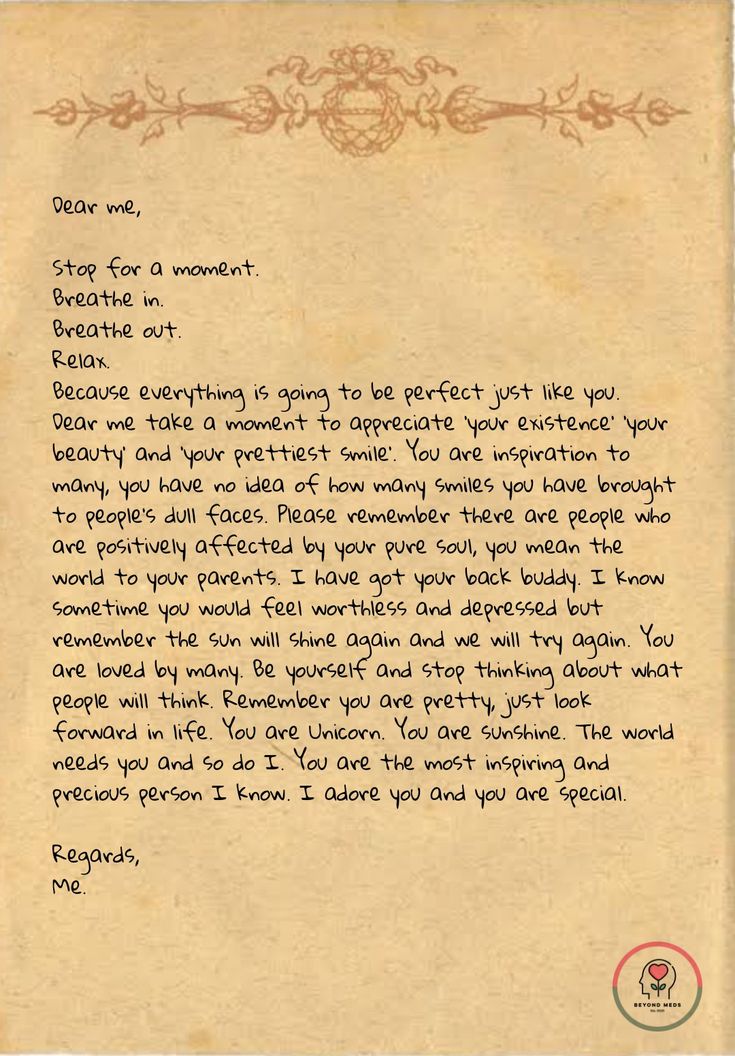 Dear me,
Stop for a moment.
Breathe in.
Breathe out.
Relax.
Because everything is going to be perfect just like you.
Dear me take a moment to appreciate 'your existence' 'your
beauty' and 'your prettiest smile'. You are inspiration to
many, you have no idea of how many smiles you have brought
to people's dull faces. Please remember there are people who
are positively affected by your pure soul, you mean the
world to your parents. I have got your back buddy. I know
sometime you would feel worthless and depressed but
remember the sun will shine again and we will try again. You
are loved by many. Be yourself and stop thinking about what
people will think. Remember you are pretty, just look
forward in life. You are Unicorn. You are sunshine. The world
needs you and so do I. You are the most inspiring and
precious person I know. I adore you and you are special.
Regards,
Me.
BEYOND MEDS